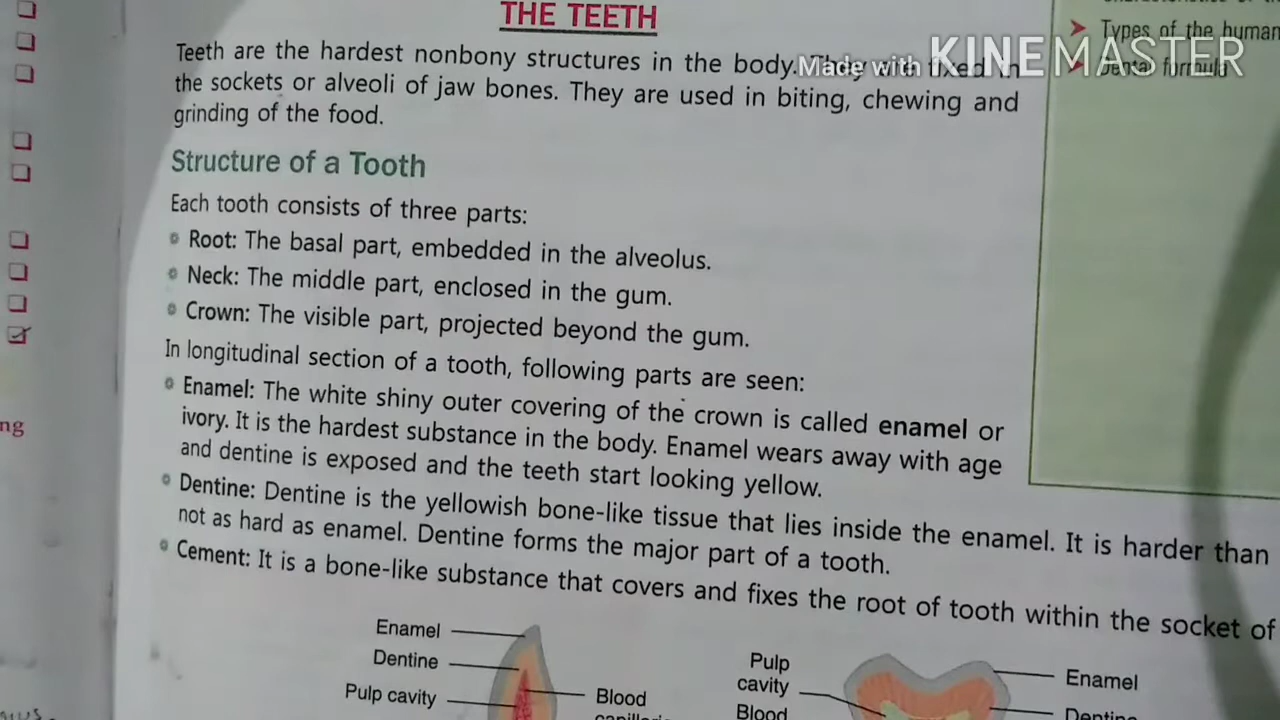 THE TEETH
Teeth are the hardest nonbony structures in the body. They are fixed in
the sockets or alveoli of jaw bones. They are used in biting, chewing and
grinding of the food.
Structure of a Tooth
Each tooth consists of three parts:
Root: The basal part, embedded in the alveolus.
Neck: The middle part, enclosed in the gum.
Crown: The visible part, projected beyond the gum.
In longitudinal section of a tooth, following parts are seen:
Enamel: The white shiny outer covering of the crown is called enamel or
ivory. It is the hardest substance in the body. Enamel wears away with age
and dentine is exposed and the teeth start looking yellow.
Dentine: Dentine is the yellowish bone-like tissue that lies inside the enamel. It is harder than
not as hard as enamel. Dentine forms the major part of a tooth.
Cement: It is a bone-like substance that covers and fixes the root of tooth within the socket of
Enamel
Dentine
Pulp cavity
Blood
Pulp
cavity
Blood
Enamel
Dentine
Types of the human
Dental formula
Made with KINEMASTER
ng